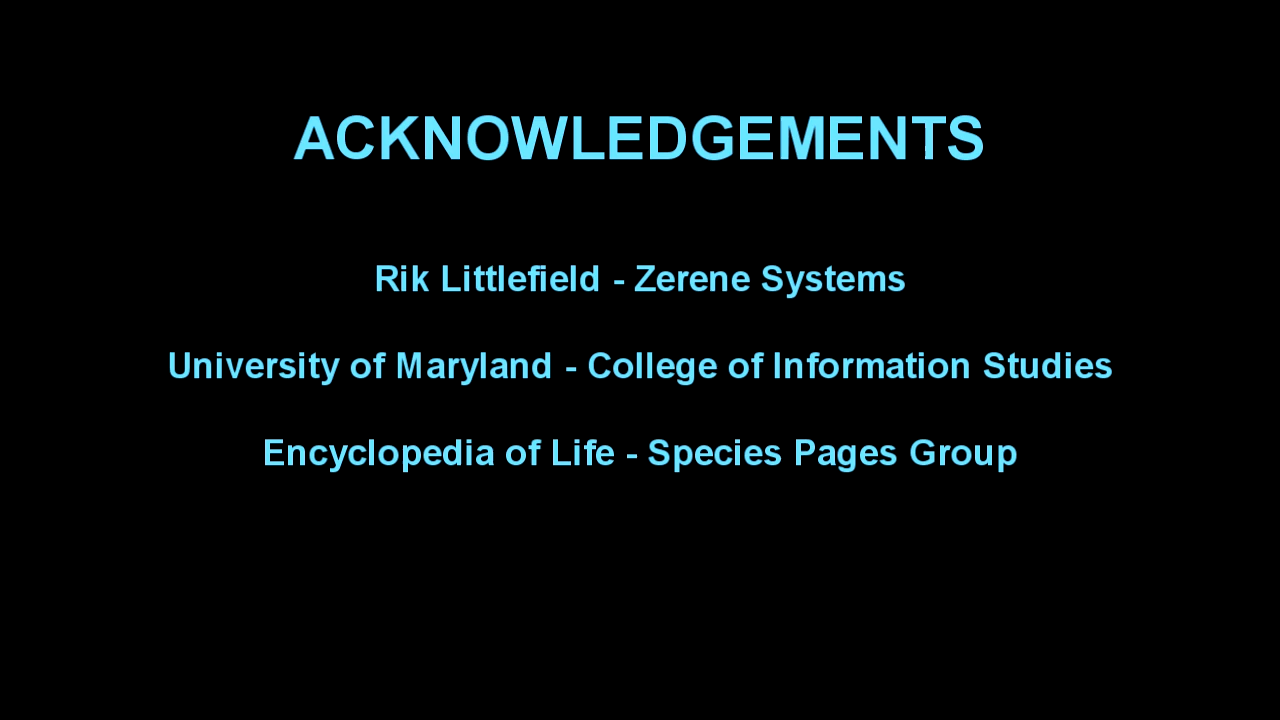 ACKNOWLEDGEMENTS
Rik Littlefield - Zerene Systems
University of Maryland - College of Information Studies
Encyclopedia of Life - Species Pages Group